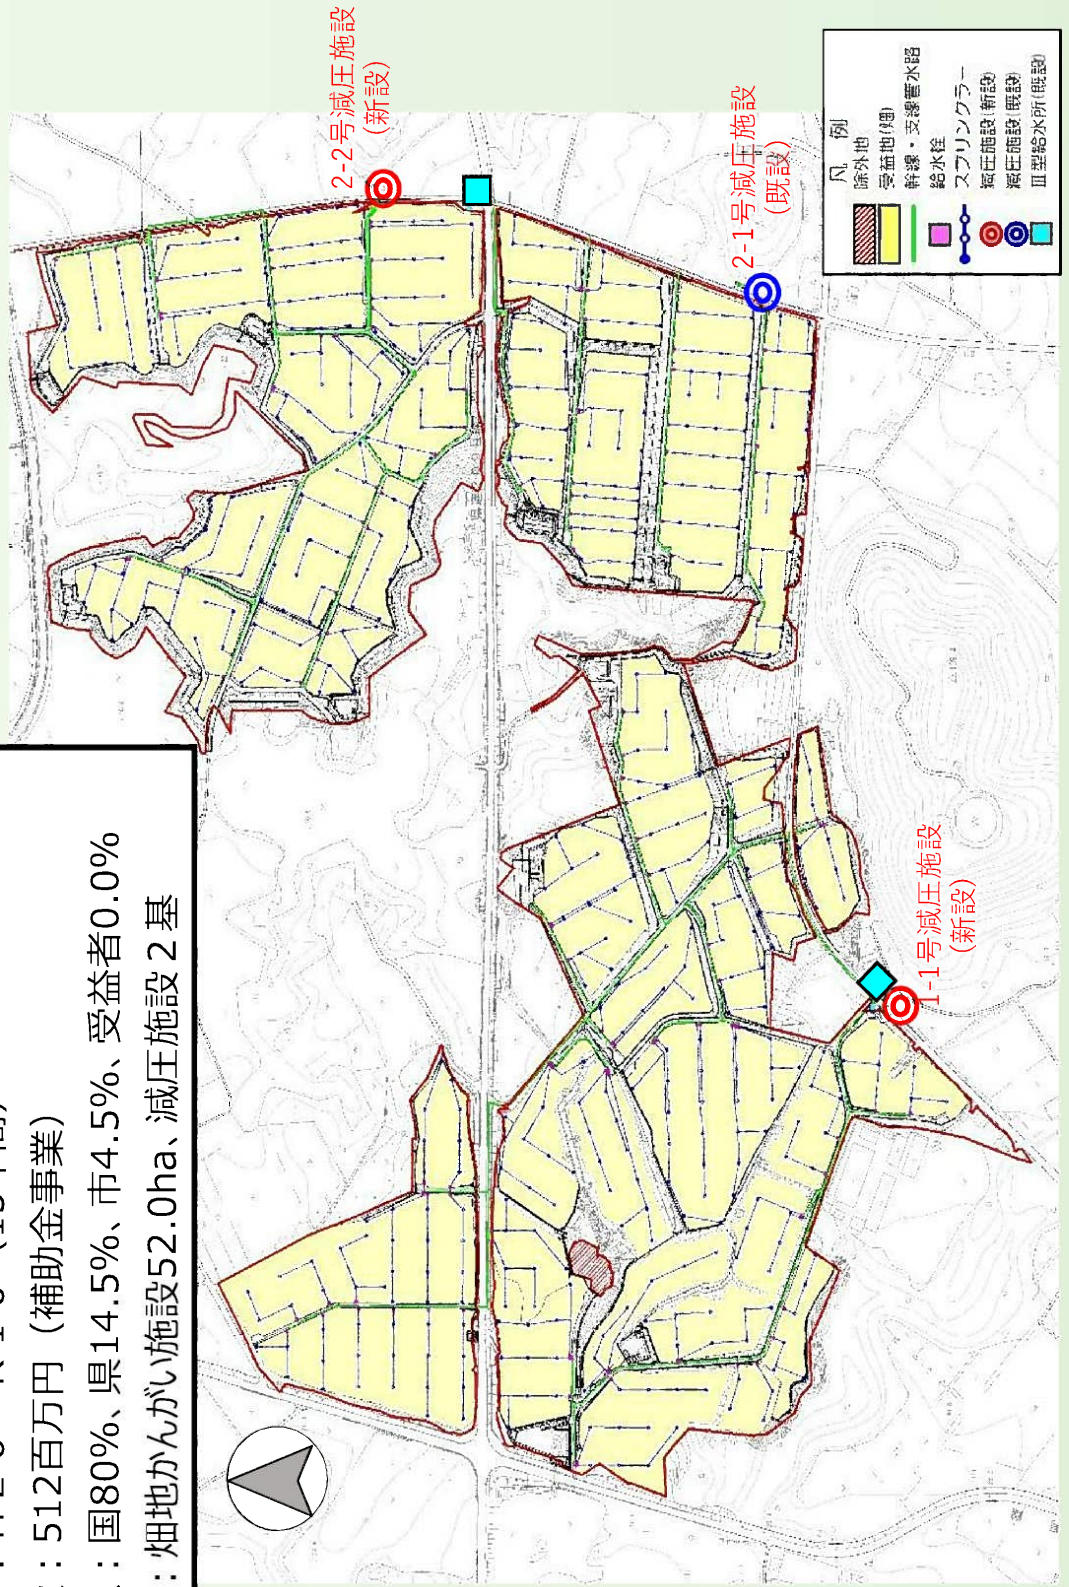 ：512百万円（補助金事業）
：国80％、県14.5％、市4.5％、受益者0.0％
：畑地かんがい施設52.0ha、減圧施設２基
2-2号減圧施設
(新設)
2-1号減圧施設
(既設)
1-1号減圧施設
(新設)
凡 例
除外地
受益地(畑)
幹線・支線管水路
給水栓
スプリンクラー
減圧施設(新設)
減圧施設(既設)
Ⅲ型給水所(既設)